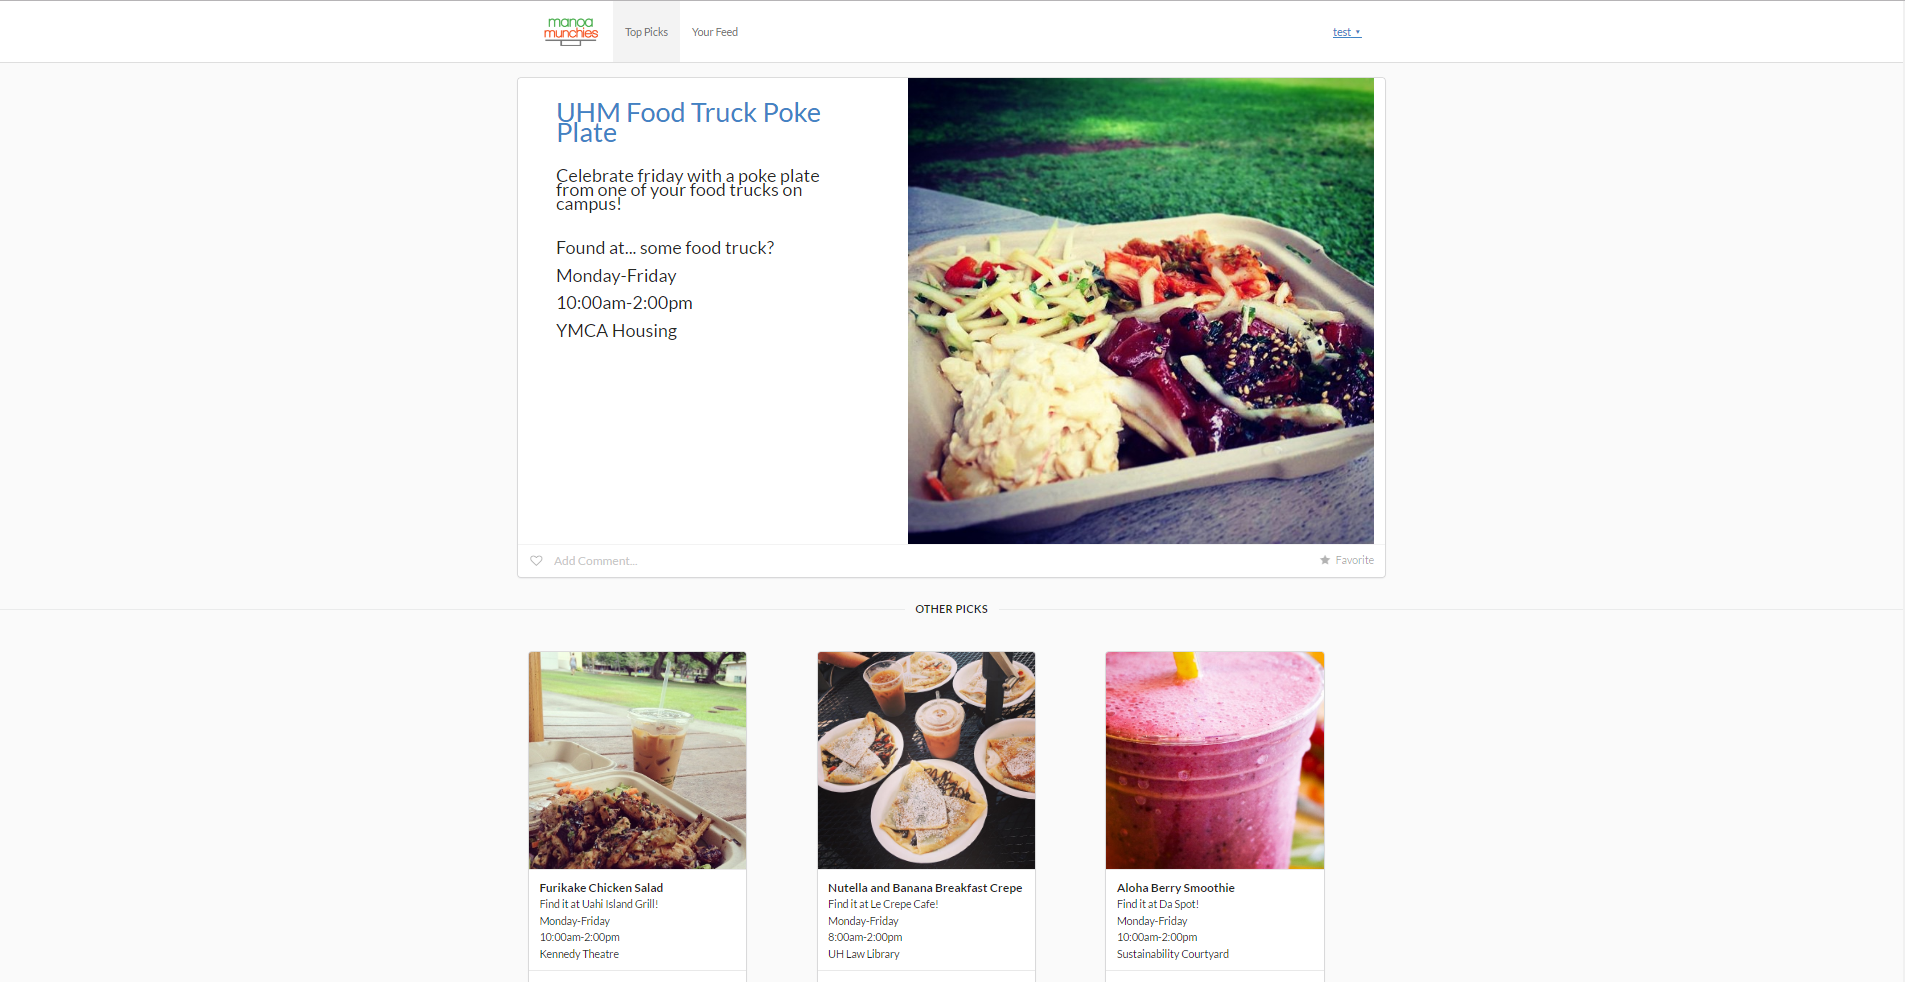 manoa
munchies
Top Picks
Your Feed
test
UHM Food Truck Poke
Plate
Celebrate friday with a poke plate
from one of your food trucks on
campus!
Found at... some food truck?
Monday-Friday
10:00am-2:00pm
YMCA Housing
Add Comment...
Favorite
OTHER PICKS
Furikake Chicken Salad
Find it at Uahi Island Grill!
Monday-Friday
10:00am-2:00pm
Kennedy Theatre
Nutella and Banana Breakfast Crepe
Find it at Le Crepe Cafe!
Monday-Friday
8:00am-2:00pm
UH Law Library
Aloha Berry Smoothie
Find it at Da Spot!
Monday-Friday
10:00am-2:00pm
Sustainability Courtyard